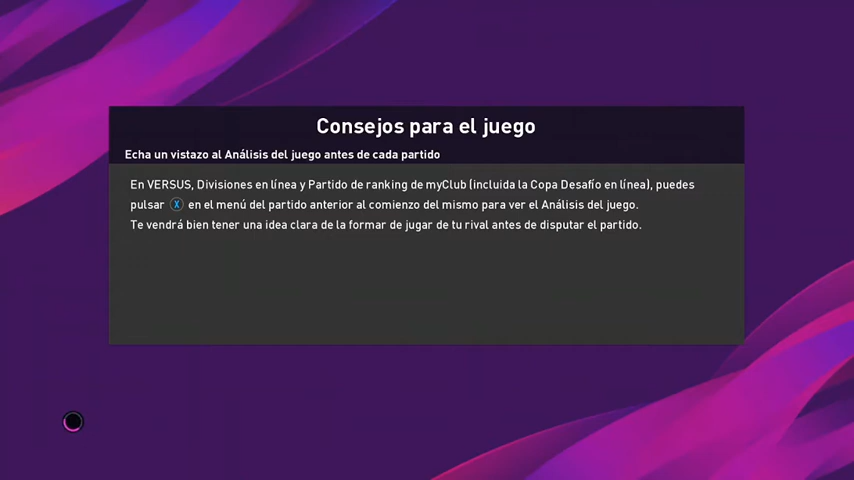 Consejos para el juego
Echa un vistazo al Análisis del juego antes de cada partido
En VERSUS, Divisiones en línea y Partido de ranking de myClub (incluida la Copa Desafío en línea), puedes
pulsar X en el menú del partido anterior al comienzo del mismo para ver el Análisis del juego.
Te vendrá bien tener una idea clara de la formar de jugar de tu rival antes de disputar el partido.